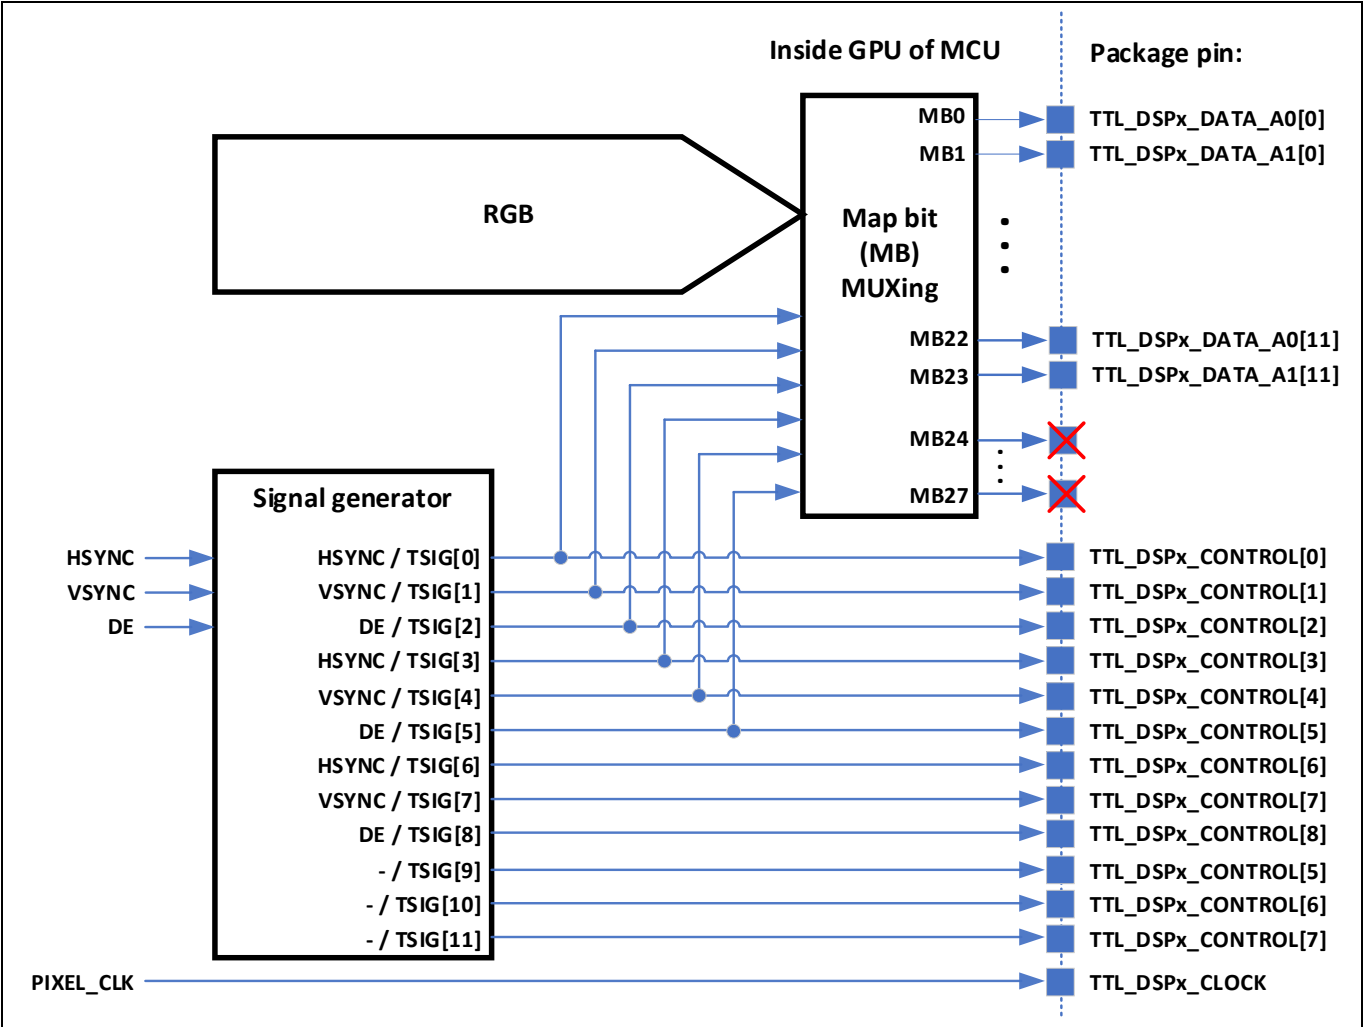 Inside GPU of MCU
Package pin:
MB0
TTL_DSPx_DATA_A0[0]
MB1
TTL_DSPx_DATA_A1[0]
RGB
Map bit
(MB)
MUXing
MB22
TTL_DSPx_DATA_A0[11]
MB23
TTL_DSPx_DATA_A1[11]
MB24
MB27
Signal generator
HSYNC
HSYNC / TSIG[0]
TTL_DSPx_CONTROL[0]
VSYNC
VSYNC / TSIG[1]
TTL_DSPx_CONTROL[1]
DE
DE / TSIG[2]
TTL_DSPx_CONTROL[2]
HSYNC / TSIG[3]
TTL_DSPx_CONTROL[3]
VSYNC / TSIG[4]
TTL_DSPx_CONTROL[4]
DE / TSIG[5]
TTL_DSPx_CONTROL[5]
HSYNC / TSIG[6]
TTL_DSPx_CONTROL[6]
VSYNC / TSIG[7]
TTL_DSPx_CONTROL[7]
DE / TSIG[8]
TTL_DSPx_CONTROL[8]
- / TSIG[9]
TTL_DSPx_CONTROL[5]
- / TSIG[10]
TTL_DSPx_CONTROL[6]
- / TSIG[11]
TTL_DSPx_CONTROL[7]
PIXEL_CLK
TTL_DSPx_CLOCK